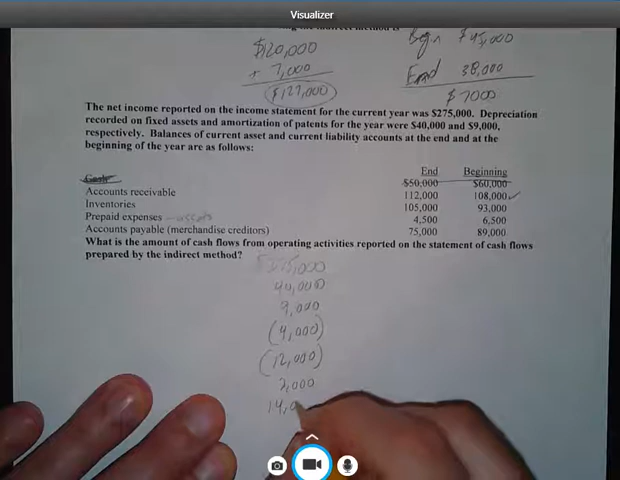 Visualizer
$120,000
+ 7,000
$127,000
Begin $45,000
End 38,000
$7000
The net income reported on the income statement for the current year was $275,000. Depreciation
recorded on fixed assets and amortization of patents for the year were $40,000 and $9,000,
respectively. Balances of current asset and current liability accounts at the end and at the
beginning of the year are as follows:
End Beginning
Cash $50,000 $60,000
Accounts receivable 112,000 108,000
Inventories 105,000 93,000
Prepaid expenses - assets 4,500 6,500
Accounts payable (merchandise creditors) 75,000 89,000
What is the amount of cash flows from operating activities reported on the statement of cash flows
prepared by the indirect method?
$275,000
40,000
9,000
(4,000)
(12,000)
2,000
14,0